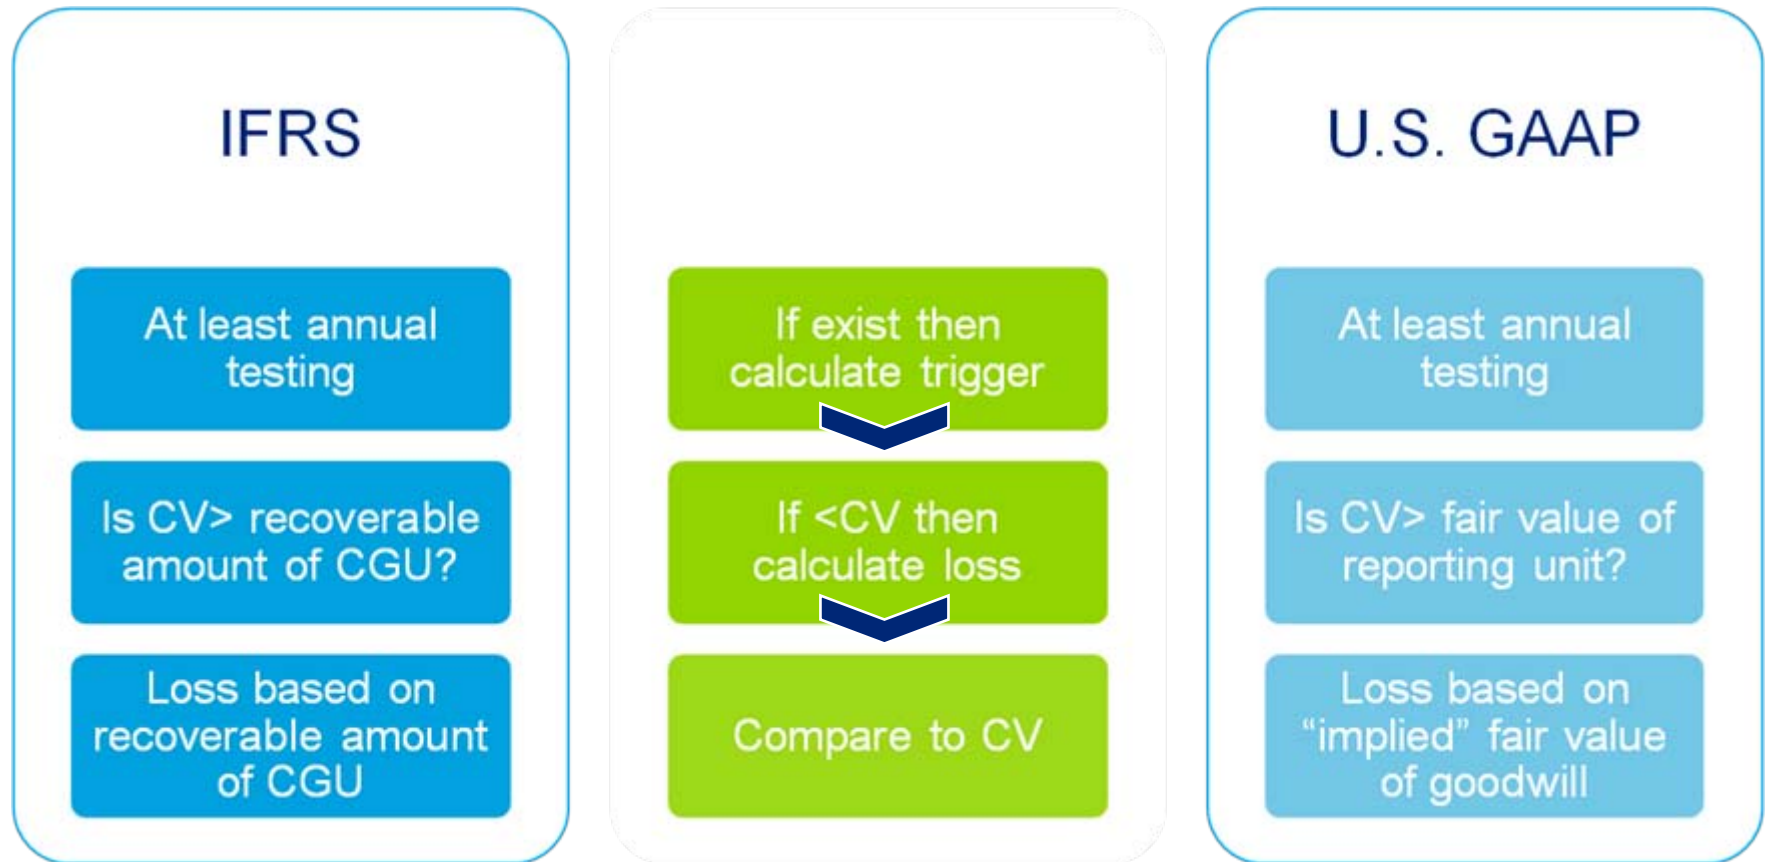 IFRS
At least annual
testing
Is CV> recoverable
amount of CGU?
Loss based on
recoverable amount
of CGU
If exist then
calculate trigger
If <CV then
calculate loss
Compare to CV
U.S. GAAP
At least annual
testing
Is CV> fair value of
reporting unit?
Loss based on
“implied” fair value
of goodwill